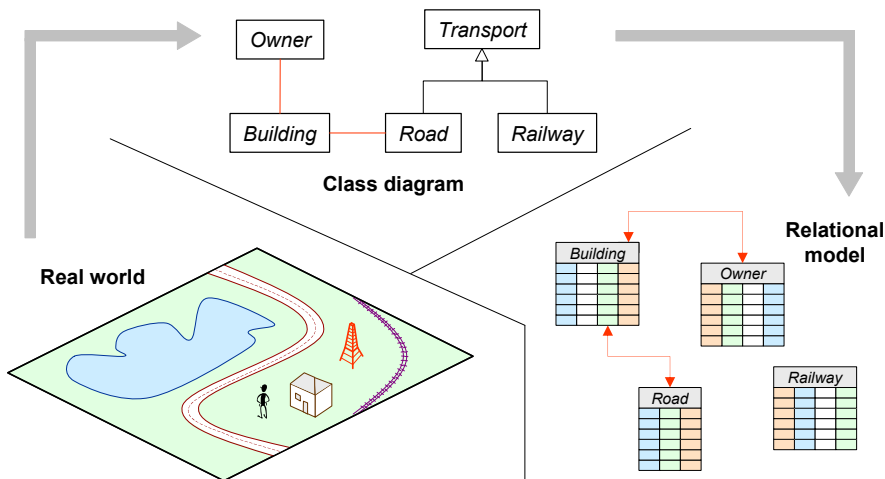 Owner
Transport
Building
Road
Railway
Class diagram
Real world
Relational
model
Building
Owner
Road
Railway